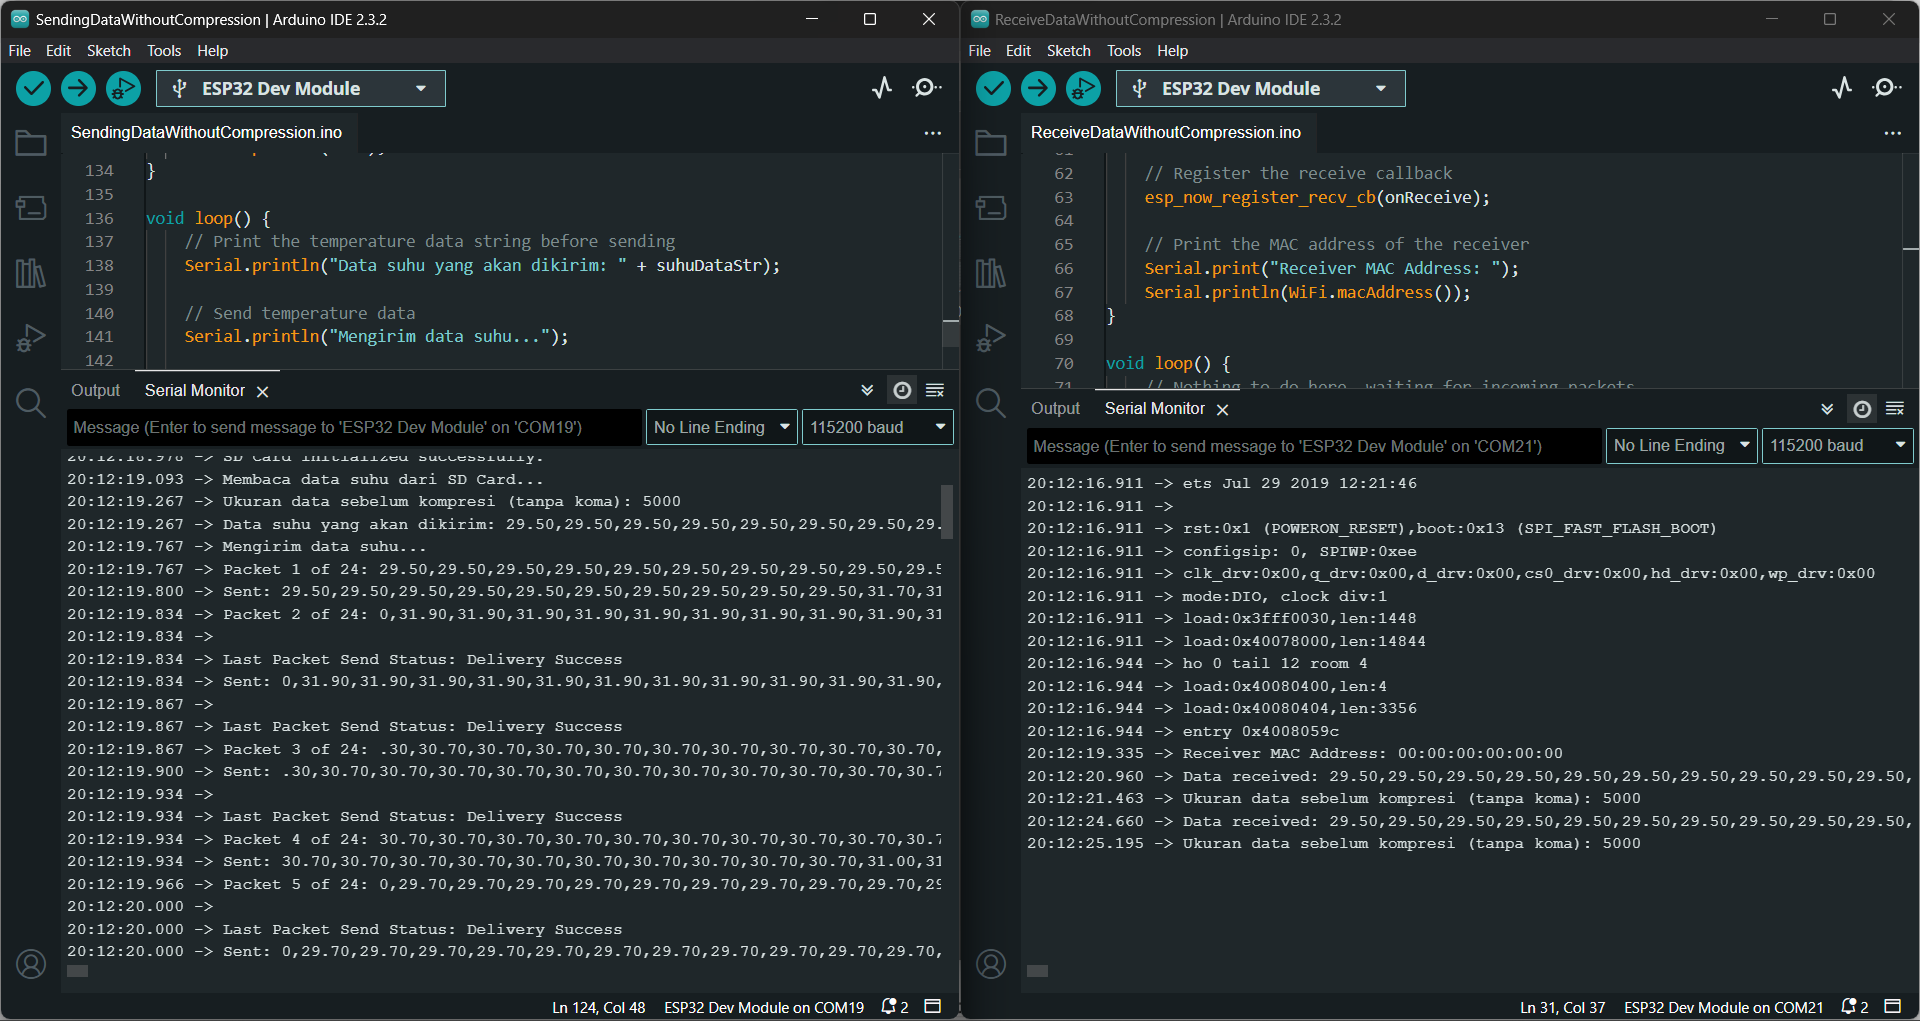 SendingDataWithoutCompression | Arduino IDE 2.3.2
File Edit Sketch Tools Help
ESP32 Dev Module
SendingDataWithoutCompression.ino
134 }
135
136 void loop() {
137 // Print the temperature data string before sending
138 Serial.println("Data suhu yang akan dikirim: " + suhuDataStr);
139
140 // Send temperature data
141 Serial.println("Mengirim data suhu...");
142
Output Serial Monitor
Message (Enter to send message to 'ESP32 Dev Module' on 'COM19') No Line Ending 115200 baud
20:12:18.978 -> SD Card initialized successfully.
20:12:19.093 -> Membaca data suhu dari SD Card...
20:12:19.267 -> Ukuran data sebelum kompresi (tanpa koma): 5000
20:12:19.267 -> Data suhu yang akan dikirim: 29.50,29.50,29.50,29.50,29.50,29.50,29.50,29.
20:12:19.767 -> Mengirim data suhu...
20:12:19.767 -> Packet 1 of 24: 29.50,29.50,29.50,29.50,29.50,29.50,29.50,29.50,29.50,29.5
20:12:19.800 -> Sent: 29.50,29.50,29.50,29.50,29.50,29.50,29.50,29.50,29.50,29.50,31.70,31
20:12:19.834 -> Packet 2 of 24: 0,31.90,31.90,31.90,31.90,31.90,31.90,31.90,31.90,31.90,31
20:12:19.834 ->
20:12:19.834 -> Last Packet Send Status: Delivery Success
20:12:19.834 -> Sent: 0,31.90,31.90,31.90,31.90,31.90,31.90,31.90,31.90,31.90,31.90,31.90,
20:12:19.867 ->
20:12:19.867 -> Last Packet Send Status: Delivery Success
20:12:19.867 -> Packet 3 of 24: .30,30.70,30.70,30.70,30.70,30.70,30.70,30.70,30.70,30.70,
20:12:19.900 -> Sent: .30,30.70,30.70,30.70,30.70,30.70,30.70,30.70,30.70,30.70,30.70,30.7
20:12:19.934 ->
20:12:19.934 -> Last Packet Send Status: Delivery Success
20:12:19.934 -> Packet 4 of 24: 30.70,30.70,30.70,30.70,30.70,30.70,30.70,30.70,30.70,30.7
20:12:19.934 -> Sent: 30.70,30.70,30.70,30.70,30.70,30.70,30.70,30.70,30.70,30.70,31.00,31
20:12:19.966 -> Packet 5 of 24: 0,29.70,29.70,29.70,29.70,29.70,29.70,29.70,29.70,29.70,29
20:12:20.000 ->
20:12:20.000 -> Last Packet Send Status: Delivery Success
20:12:20.000 -> Sent: 0,29.70,29.70,29.70,29.70,29.70,29.70,29.70,29.70,29.70,29.70,29.70,
Ln 124, Col 48 ESP32 Dev Module on COM19 2
ReceiveDataWithoutCompression | Arduino IDE 2.3.2
File Edit Sketch Tools Help
ESP32 Dev Module
ReceiveDataWithoutCompression.ino
61
62 // Register the receive callback
63 esp_now_register_recv_cb(onReceive);
64
65 // Print the MAC address of the receiver
66 Serial.print("Receiver MAC Address: ");
67 Serial.println(WiFi.macAddress());
68 }
69
70 void loop() {
71 // Nothing to do here, waiting for incoming packets
Output Serial Monitor
Message (Enter to send message to 'ESP32 Dev Module' on 'COM21') No Line Ending 115200 baud
20:12:16.911 -> ets Jul 29 2019 12:21:46
20:12:16.911 ->
20:12:16.911 -> rst:0x1 (POWERON_RESET),boot:0x13 (SPI_FAST_FLASH_BOOT)
20:12:16.911 -> configsip: 0, SPIWP:0xee
20:12:16.911 -> clk_drv:0x00,q_drv:0x00,d_drv:0x00,cs0_drv:0x00,hd_drv:0x00,wp_drv:0x00
20:12:16.911 -> mode:DIO, clock div:1
20:12:16.911 -> load:0x3fff0030,len:1448
20:12:16.911 -> load:0x40078000,len:14844
20:12:16.944 -> ho 0 tail 12 room 4
20:12:16.944 -> load:0x40080400,len:4
20:12:16.944 -> load:0x40080404,len:3356
20:12:16.944 -> entry 0x4008059c
20:12:19.335 -> Receiver MAC Address: 00:00:00:00:00:00
20:12:20.960 -> Data received: 29.50,29.50,29.50,29.50,29.50,29.50,29.50,29.50,29.50,29.50,
20:12:21.463 -> Ukuran data sebelum kompresi (tanpa koma): 5000
20:12:24.660 -> Data received: 29.50,29.50,29.50,29.50,29.50,29.50,29.50,29.50,29.50,29.50,
20:12:25.195 -> Ukuran data sebelum kompresi (tanpa koma): 5000
Ln 31, Col 37 ESP32 Dev Module on COM21 2